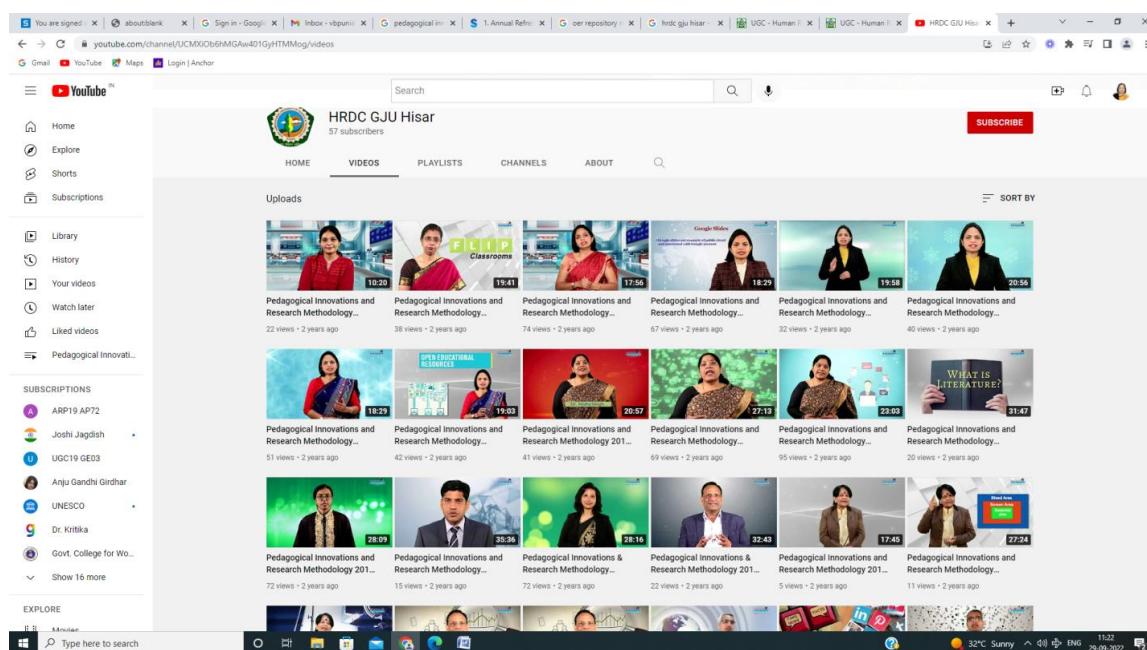 You are signed
about:blank
G Sign in - Google
Inbox - vbpunia
pedagogical inn
1. Annual Refre
oer repository
hrdc gju hisar -
UGC - Human R
UGC - Human R
HRDC GJU Hisa
youtube.com/channel/UCMXiOb6hMGAw401GyHTMMog/videos
Gmail YouTube Maps Login | Anchor
YouTube IN
Search
Home
Explore
Shorts
Subscriptions
Library
History
Your videos
Watch later
Liked videos
Pedagogical Innovati...
SUBSCRIPTIONS
A ARP19 AP72
Joshi Jagdish
U UGC19 GE03
Anju Gandhi Girdhar
UNESCO
Dr. Kritika
Govt. College for Wo...
Show 16 more
EXPLORE
Movies
HRDC GJU Hisar
57 subscribers
SUBSCRIBE
HOME VIDEOS PLAYLISTS CHANNELS ABOUT
Uploads
SORT BY
10:20
FLIP
Classrooms
19:41
17:56
Google Slides
18:29
19:58
20:56
Pedagogical Innovations and Pedagogical Innovations and Pedagogical Innovations and Pedagogical Innovations and Pedagogical Innovations and Pedagogical Innovations and
Research Methodology... Research Methodology... Research Methodology... Research Methodology... Research Methodology... Research Methodology...
22 views • 2 years ago 38 views • 2 years ago 74 views • 2 years ago 67 views • 2 years ago 32 views • 2 years ago 40 views • 2 years ago
18:29
OPEN EDUCATIONAL
RESOURCES
19:03
20:57
27:13
23:03
WHAT IS
LITERATURE?
31:47
Pedagogical Innovations and Pedagogical Innovations and Pedagogical Innovations and Pedagogical Innovations and Pedagogical Innovations and Pedagogical Innovations and
Research Methodology... Research Methodology... Research Methodology 201... Research Methodology... Research Methodology... Research Methodology...
51 views • 2 years ago 42 views • 2 years ago 41 views • 2 years ago 69 views • 2 years ago 95 views • 2 years ago 20 views • 2 years ago
28:09
35:36
28:16
32:43
17:45
27:24
Pedagogical Innovations and Pedagogical Innovations and Pedagogical Innovations & Pedagogical Innovations & Pedagogical Innovations and Pedagogical Innovations and
Research Methodology 201... Research Methodology... Research Methodology... Research Methodology 201... Research Methodology 201... Research Methodology...
72 views • 2 years ago 15 views • 2 years ago 72 views • 2 years ago 22 views • 2 years ago 5 views • 2 years ago 11 views • 2 years ago
Type here to search
32°C Sunny
ENG
11:22
29-09-2022